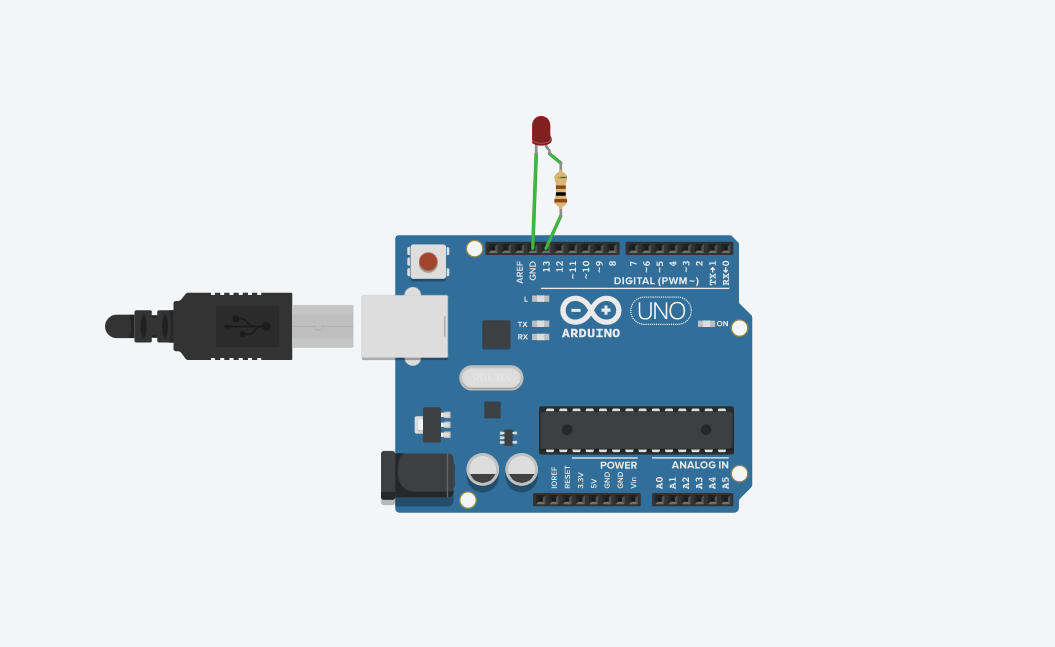 AREF
GND
13
12
~11
~10
~9
8
7
~6
~5
4
~3
2
TX→1
RX←0
DIGITAL (PWM~)
L
TX
RX
ARDUINO
UNO
ON
POWER
ANALOG IN
IOREF
RESET
3.3V
5V
GND
GND
Vin
A0
A1
A2
A3
A4
A5